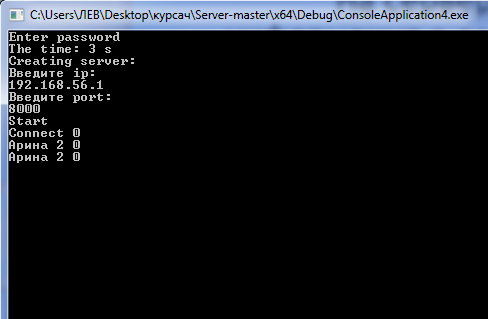 C:\Users\ЛЕВ\Desktop\курсач\Server-master\x64\Debug\ConsoleApplication4.exe
Enter password
The time: 3 s
Creating server:
Введите ip:
192.168.56.1
Введите port:
8000
Start
Connect 0
Арина 2 0
Арина 2 0